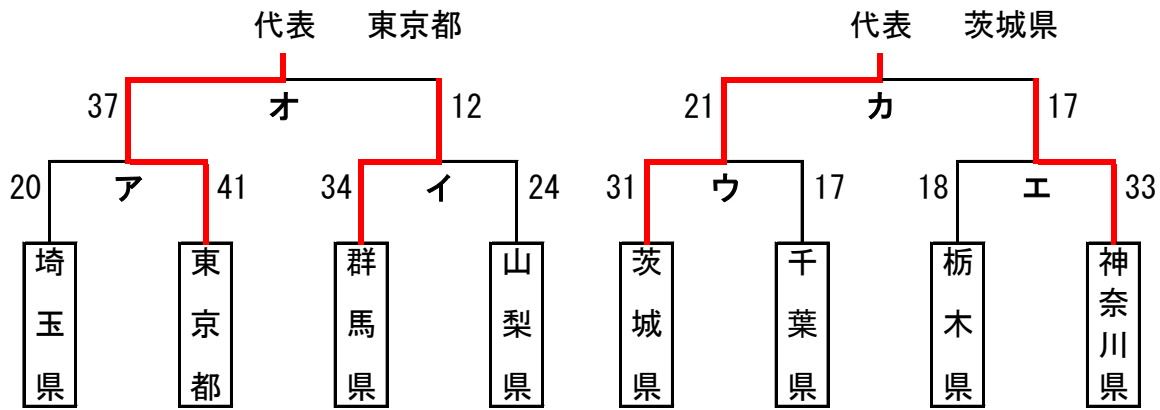 代表 東京都 代表 茨城県
37 オ 12 21 カ 17
20 ア 41 34 イ 24 31 ウ 17 18 エ 33
埼玉県 東京都 群馬県 山梨県 茨城県 千葉県 栃木県 神奈川県